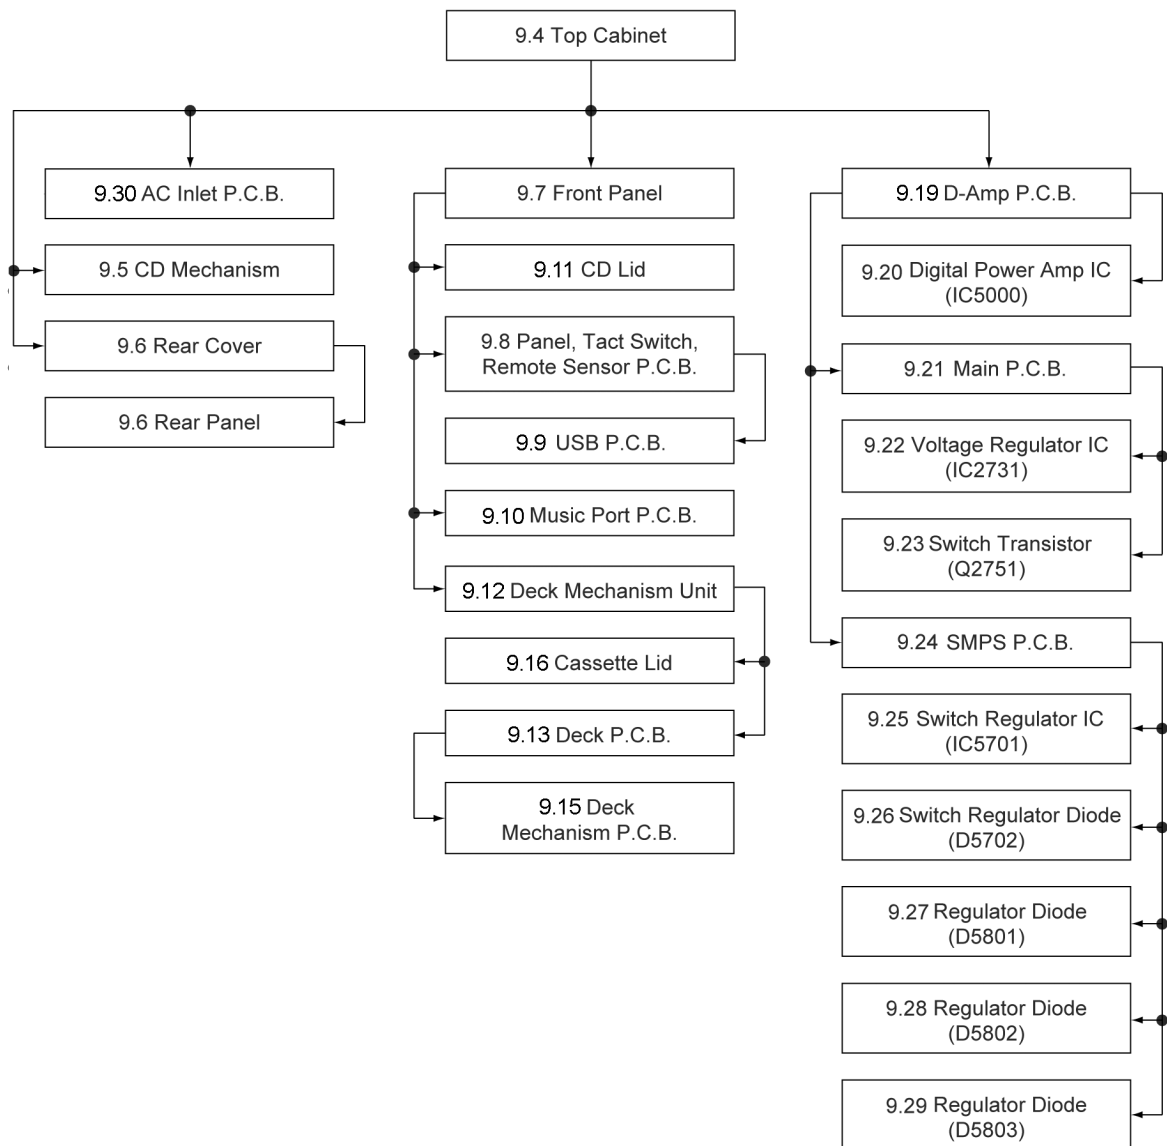 9.4 Top Cabinet
9.30 AC Inlet P.C.B.
9.5 CD Mechanism
9.6 Rear Cover
9.6 Rear Panel
9.7 Front Panel
9.11 CD Lid
9.8 Panel, Tact Switch,
Remote Sensor P.C.B.
9.9 USB P.C.B.
9.10 Music Port P.C.B.
9.12 Deck Mechanism Unit
9.16 Cassette Lid
9.13 Deck P.C.B.
9.15 Deck
Mechanism P.C.B.
9.19 D-Amp P.C.B.
9.20 Digital Power Amp IC
(IC5000)
9.21 Main P.C.B.
9.22 Voltage Regulator IC
(IC2731)
9.23 Switch Transistor
(Q2751)
9.24 SMPS P.C.B.
9.25 Switch Regulator IC
(IC5701)
9.26 Switch Regulator Diode
(D5702)
9.27 Regulator Diode
(D5801)
9.28 Regulator Diode
(D5802)
9.29 Regulator Diode
(D5803)